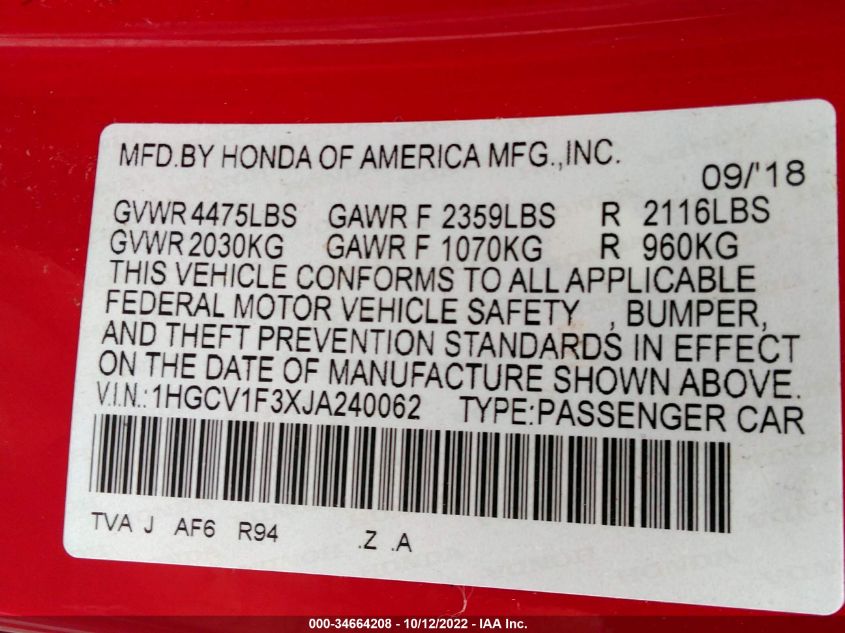 MFD.BY HONDA OF AMERICA MFG.,INC.
09/'18
GVWR 4475LBS GAWR F 2359LBS R 2116LBS
GVWR 2030KG GAWR F 1070KG R 960KG
THIS VEHICLE CONFORMS TO ALL APPLICABLE
FEDERAL MOTOR VEHICLE SAFETY , BUMPER,
AND THEFT PREVENTION STANDARDS IN EFFECT
ON THE DATE OF MANUFACTURE SHOWN ABOVE.
V.I.N.: 1HGCV1F3XJA240062 TYPE:PASSENGER CAR
TVA J AF6 R94 .Z .A
000-34664208 - 10/12/2022 - IAA Inc.